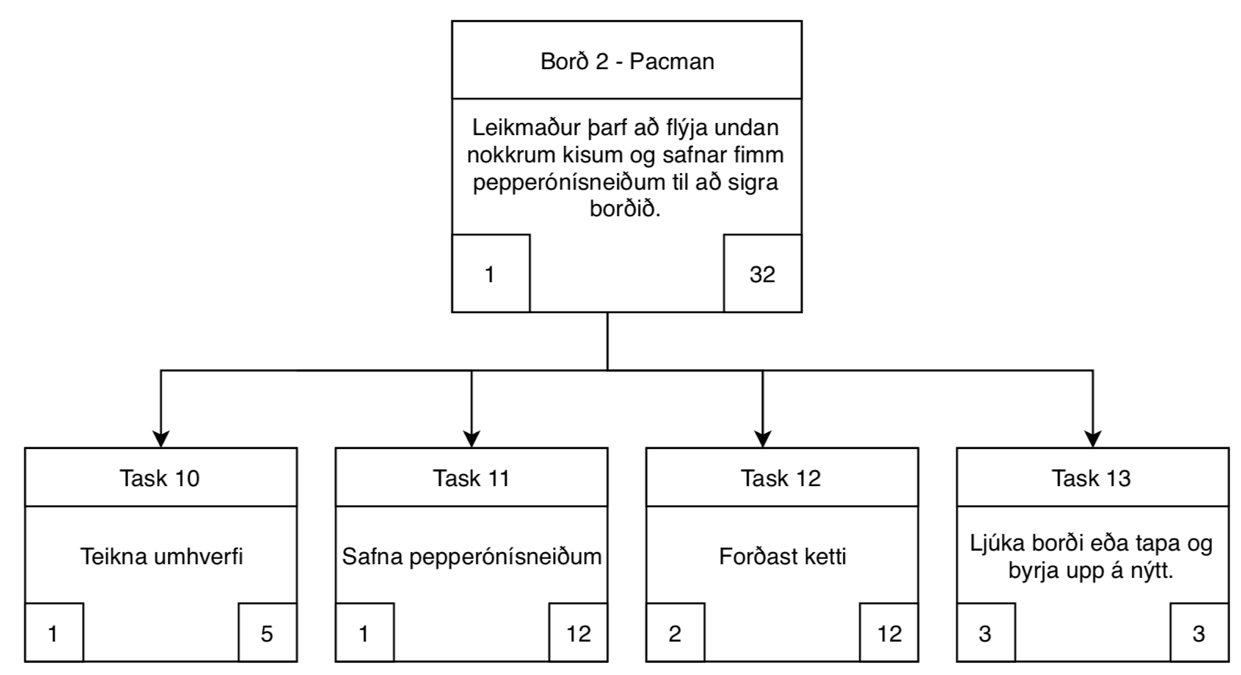 Borð 2 - Pacman
Leikmaður þarf að flýja undan
nokkrum kisum og safnar fimm
pepperónísneiðum til að sigra
borðið.
1
32
Task 10
Teikna umhverfi
1
5
Task 11
Safna pepperónísneiðum
1
12
Task 12
Forðast ketti
2
12
Task 13
Ljúka borði eða tapa og
byrja upp á nýtt.
3
3